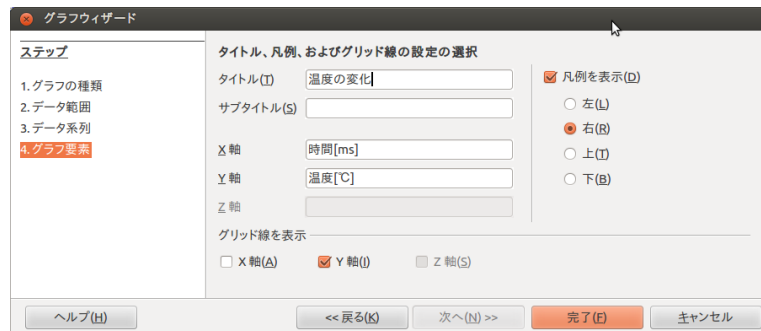 グラフウィザード
ステップ
1.グラフの種類
2.データ範囲
3.データ系列
4.グラフ要素
タイトル、凡例、およびグリッド線の設定の選択
タイトル(T) 温度の変化
サブタイトル(S)
X 軸 時間[ms]
Y 軸 温度[℃]
Z 軸
凡例を表示(D)
左(L)
右(R)
上(T)
下(B)
グリッド線を表示
X 軸(A) Y 軸(I) Z 軸(S)
ヘルプ(H) << 戻る(K) 次へ(N) >> 完了(F) キャンセル